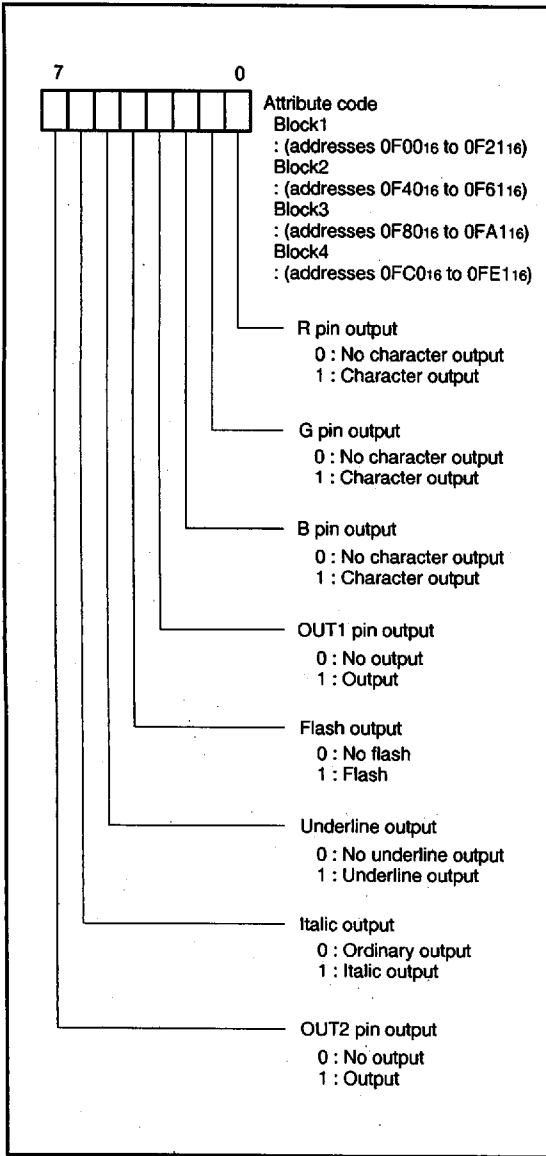 7 0
Attribute code
Block1
: (addresses 0F00₁₆ to 0F21₁₆)
Block2
: (addresses 0F40₁₆ to 0F61₁₆)
Block3
: (addresses 0F80₁₆ to 0FA1₁₆)
Block4
: (addresses 0FC0₁₆ to 0FE1₁₆)
R pin output
0 : No character output
1 : Character output
G pin output
0 : No character output
1 : Character output
B pin output
0 : No character output
1 : Character output
OUT1 pin output
0 : No output
1 : Output
Flash output
0 : No flash
1 : Flash
Underline output
0 : No underline output
1 : Underline output
Italic output
0 : Ordinary output
1 : Italic output
OUT2 pin output
0 : No output
1 : Output